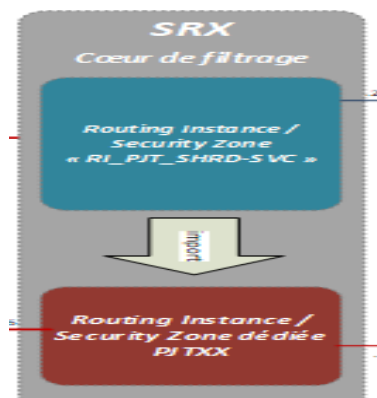 SRX
Cœur de filtrage
Routing Instance /
Security Zone
« RI_PJT_SHRD-SVC »
import
Routing Instance /
Security Zone dédiée
PJTXX